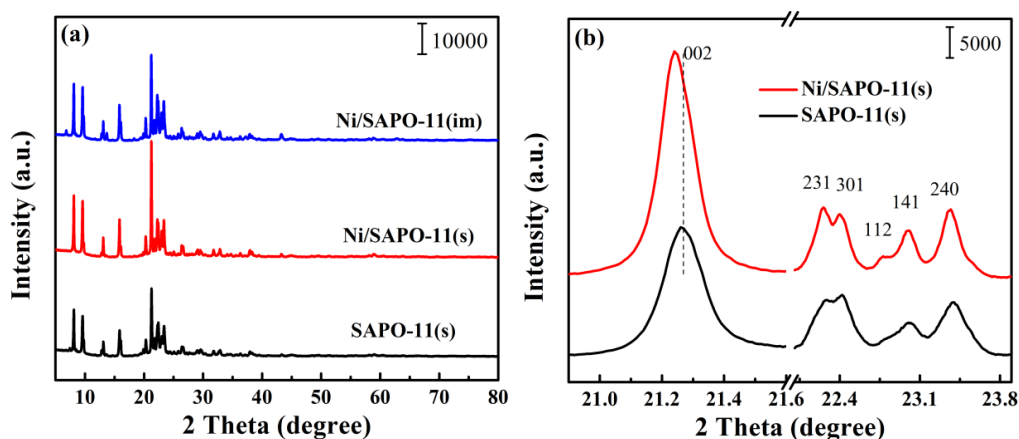 (a)
10000
Ni/SAPO-11(im)
Ni/SAPO-11(s)
SAPO-11(s)
Intensity (a.u.)
10 20 30 40 50 60 70 80
2 Theta (degree)
(b)
5000
002
Ni/SAPO-11(s)
SAPO-11(s)
231 301
112
141
240
Intensity (a.u.)
21.0 21.2 21.4 21.6 22.4 23.1 23.8
2 Theta (degree)